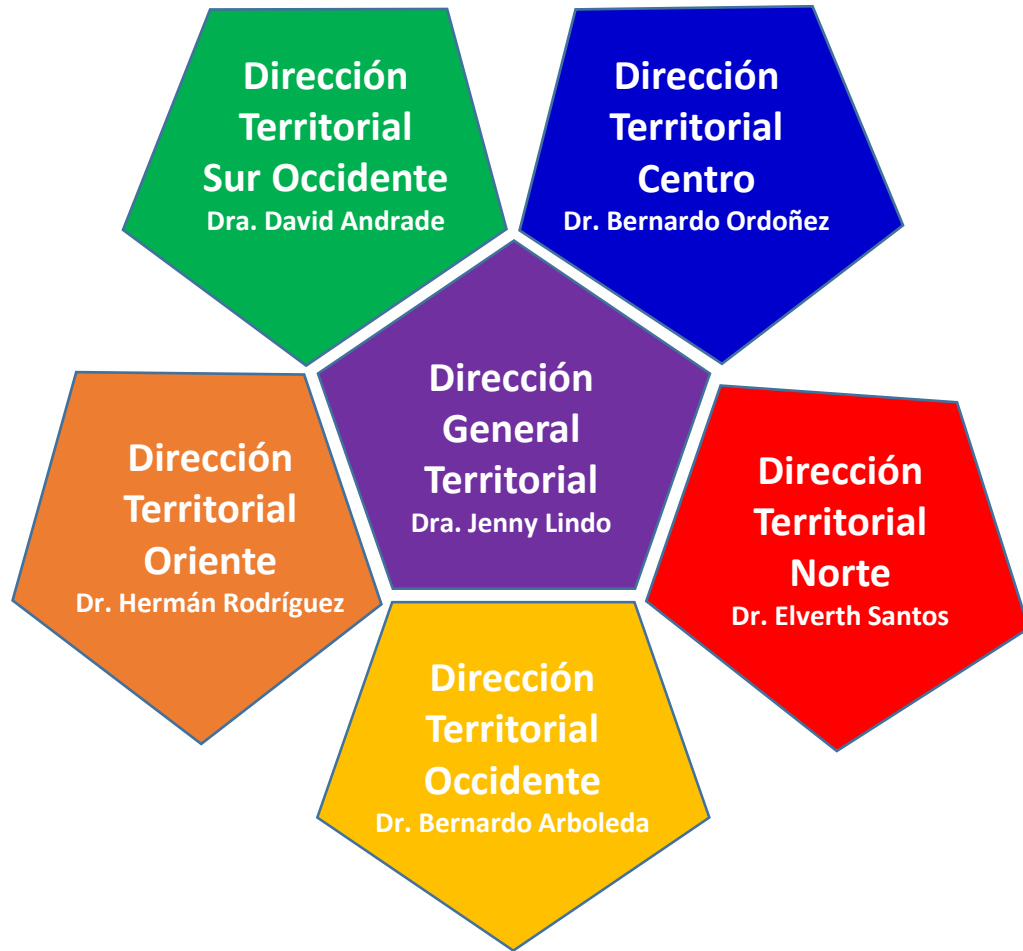 Dirección
Territorial
Sur Occidente
Dra. David Andrade
Dirección
Territorial
Centro
Dr. Bernardo Ordoñez
Dirección
General
Territorial
Dra. Jenny Lindo
Dirección
Territorial
Oriente
Dr. Hermán Rodríguez
Dirección
Territorial
Norte
Dr. Elverth Santos
Dirección
Territorial
Occidente
Dr. Bernardo Arboleda